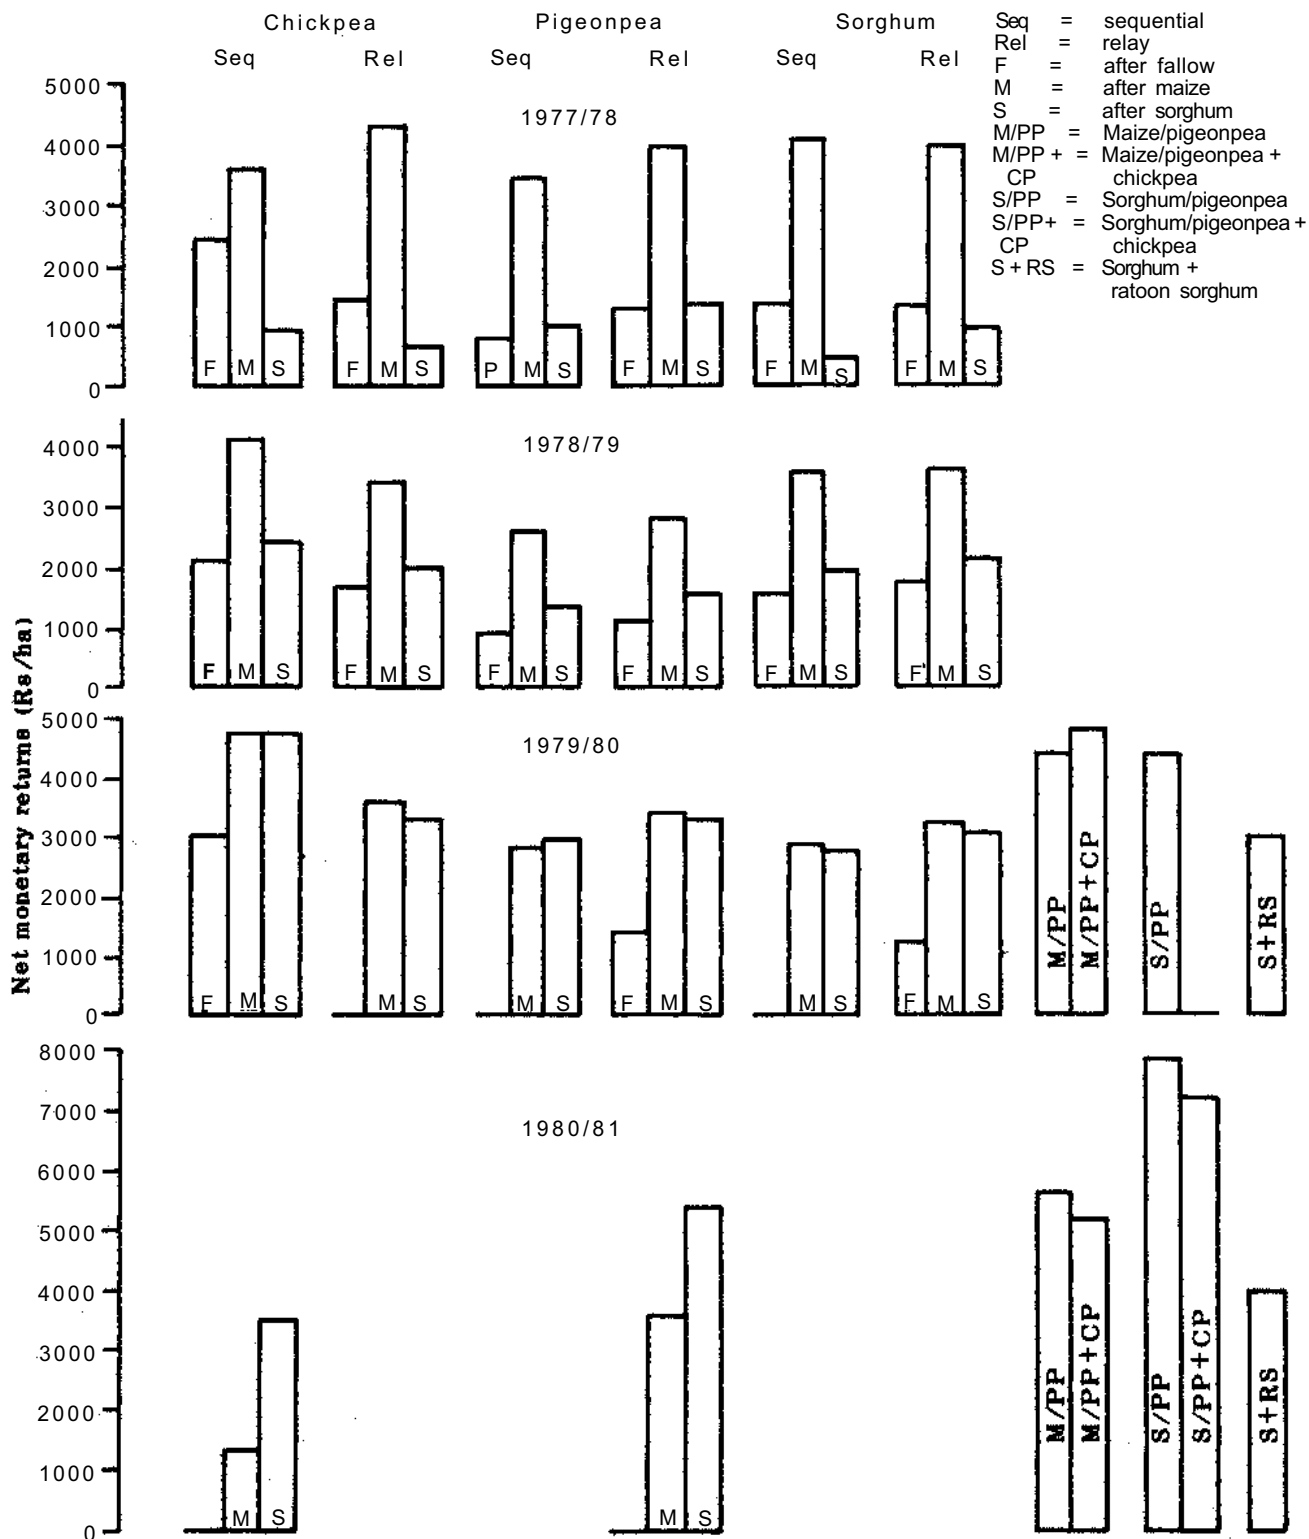 Chickpea Pigeonpea Sorghum
Seq Rel Seq Rel Seq Rel
Seq = sequential
Rel = relay
F = after fallow
M = after maize
S = after sorghum
M/PP = Maize/pigeonpea
M/PP + = Maize/pigeonpea +
CP chickpea
S/PP = Sorghum/pigeonpea
S/PP+ = Sorghum/pigeonpea +
CP chickpea
S + RS = Sorghum +
ratoon sorghum
Net monetary returns (Rs/ha)
1977/78
5000
4000
3000
2000
1000
0
F M S F M S P M S F M S F M S F M S
1978/79
4000
3000
2000
1000
0
F M S F M S F M S F M S F M S F M S
1979/80
5000
4000
3000
2000
1000
0
F M S M S M S F M S M S F M S
M/PP
M/PP+CP
S/PP
S+RS
1980/81
8000
7000
6000
5000
4000
3000
2000
1000
0
M S M S
M/PP
M/PP+CP
S/PP
S/PP+CP
S+RS